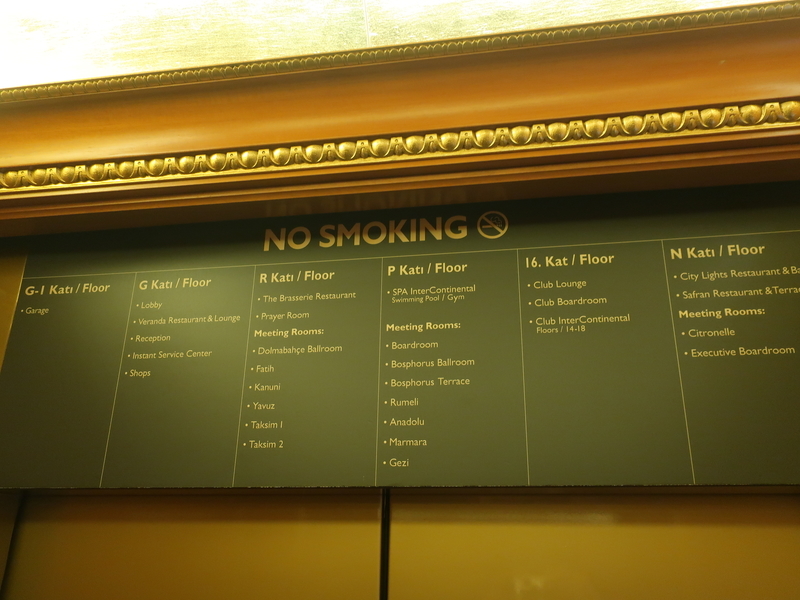 NO SMOKING
G-1 Katı / Floor
• Garage
G Katı / Floor
• Lobby
• Veranda Restaurant & Lounge
• Reception
• Instant Service Center
• Shops
R Katı / Floor
• The Brasserie Restaurant
• Prayer Room
Meeting Rooms:
• Dolmabahçe Ballroom
• Fatih
• Kanuni
• Yavuz
• Taksim 1
• Taksim 2
P Katı / Floor
• SPA InterContinental
Swimming Pool / Gym
Meeting Rooms:
• Boardroom
• Bosphorus Ballroom
• Bosphorus Terrace
• Rumeli
• Anadolu
• Marmara
• Gezi
16. Kat / Floor
• Club Lounge
• Club Boardroom
• Club InterContinental
Floors / 14-18
N Katı / Floor
• City Lights Restaurant &
• Safran Restaurant &
Meeting Rooms:
• Citronelle
• Executive Boardroom